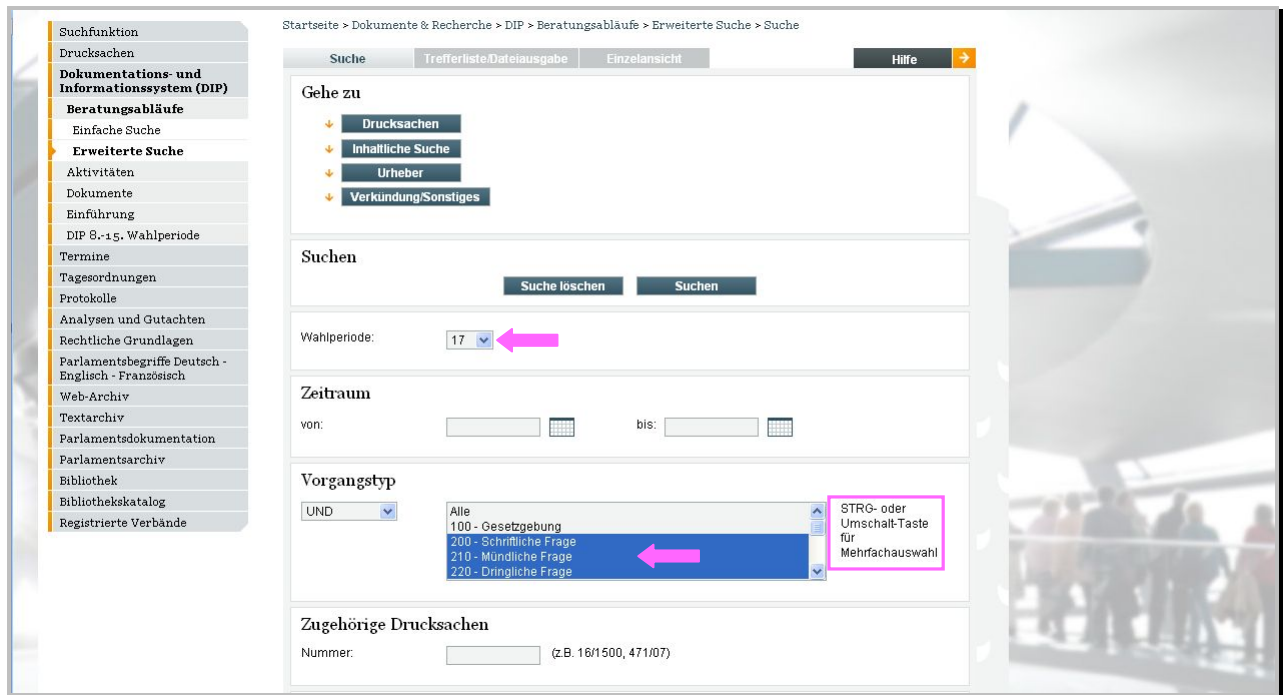 Suchfunktion
Drucksachen
Dokumentations- und
Informationssystem (DIP)
Beratungsabläufe
Einfache Suche
Erweiterte Suche
Aktivitäten
Dokumente
Einführung
DIP 8.-15. Wahlperiode
Termine
Tagesordnungen
Protokolle
Analysen und Gutachten
Rechtliche Grundlagen
Parlamentsbegriffe Deutsch -
Englisch - Französisch
Web-Archiv
Textarchiv
Parlamentsdokumentation
Parlamentsarchiv
Bibliothek
Bibliothekskatalog
Registrierte Verbände
Startseite > Dokumente & Recherche > DIP > Beratungsabläufe > Erweiterte Suche > Suche
Suche Trefferliste/Dateiausgabe Einzelansicht Hilfe
Gehe zu
Drucksachen
Inhaltliche Suche
Urheber
Verkündung/Sonstiges
Suchen
Suche löschen Suchen
Wahlperiode: 17
Zeitraum
von: bis:
Vorgangstyp
UND
Alle
100 - Gesetzgebung
200 - Schriftliche Frage
210 - Mündliche Frage
220 - Dringliche Frage
STRG- oder
Umschalt-Taste
für
Mehrfachauswahl
Zugehörige Drucksachen
Nummer: (z.B. 16/1500, 471/07)